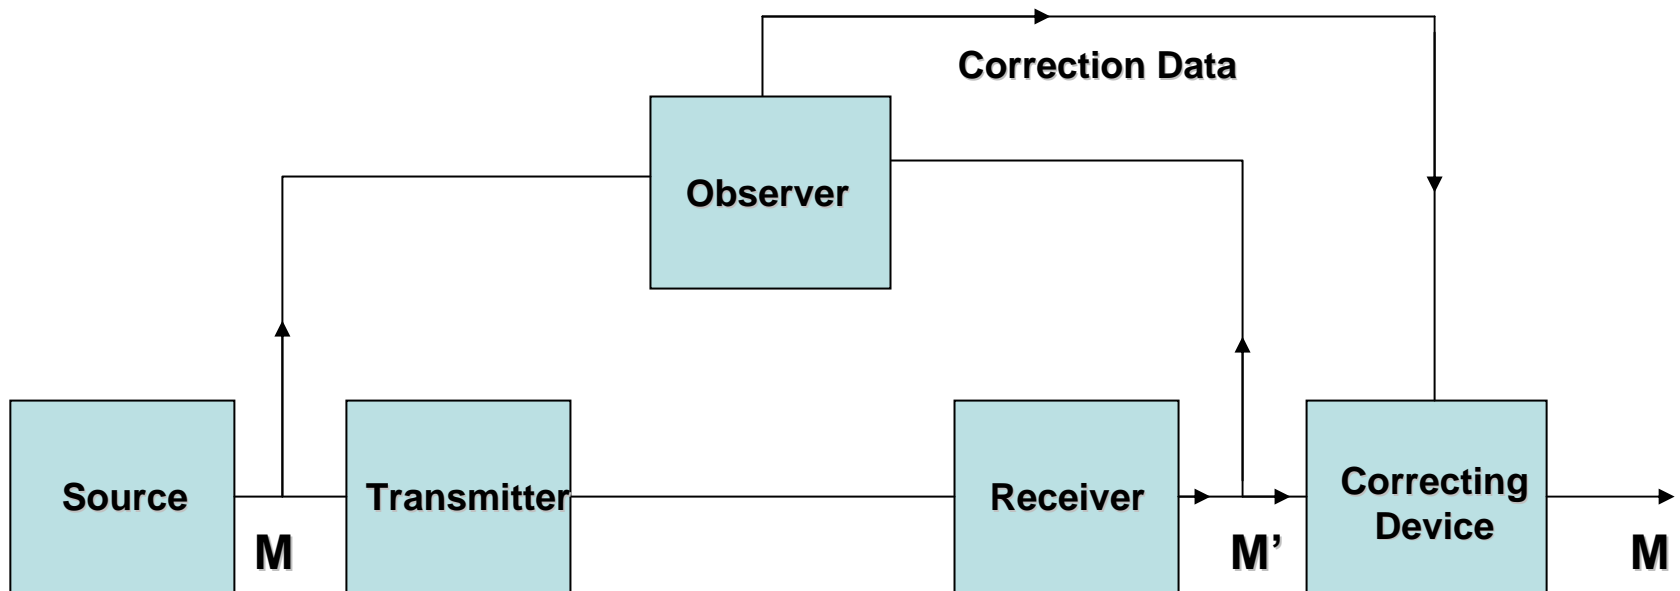 Correction Data
Observer
Source
Transmitter
Receiver
Correcting
Device
M
M’
M